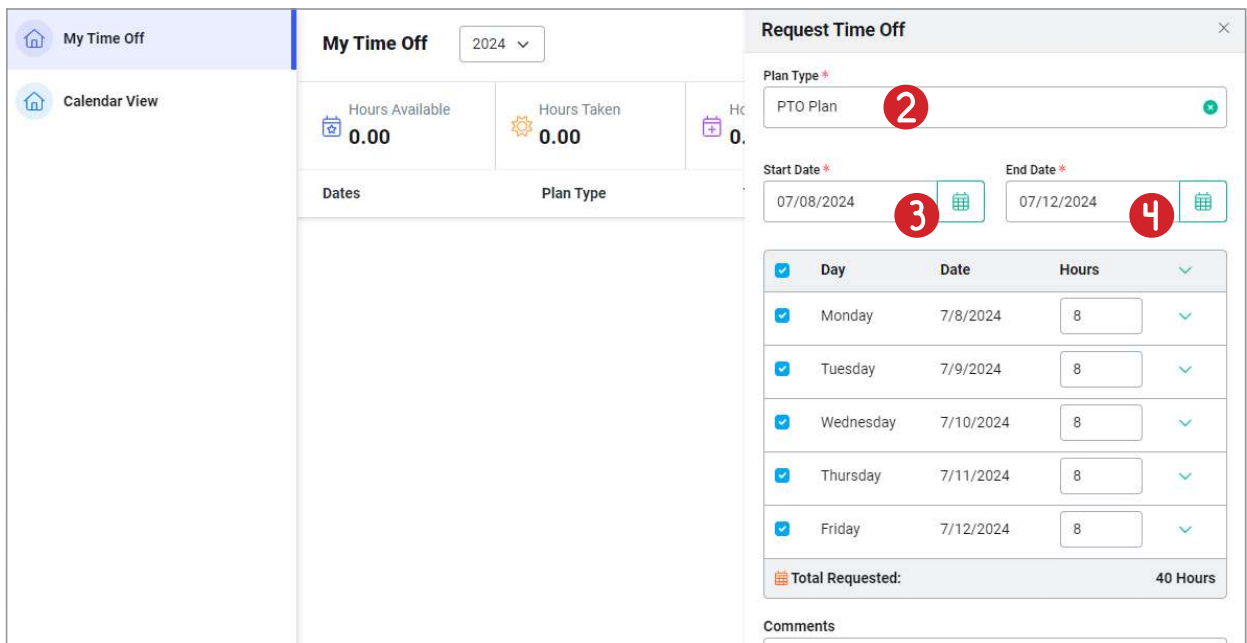 My Time Off
Calendar View
My Time Off 2024
Hours Available
0.00
Hours Taken
0.00
0.
Dates Plan Type
Request Time Off
Plan Type *
PTO Plan 2
Start Date * End Date *
07/08/2024 3 07/12/2024 4
Day Date Hours
Monday 7/8/2024 8
Tuesday 7/9/2024 8
Wednesday 7/10/2024 8
Thursday 7/11/2024 8
Friday 7/12/2024 8
Total Requested: 40 Hours
Comments